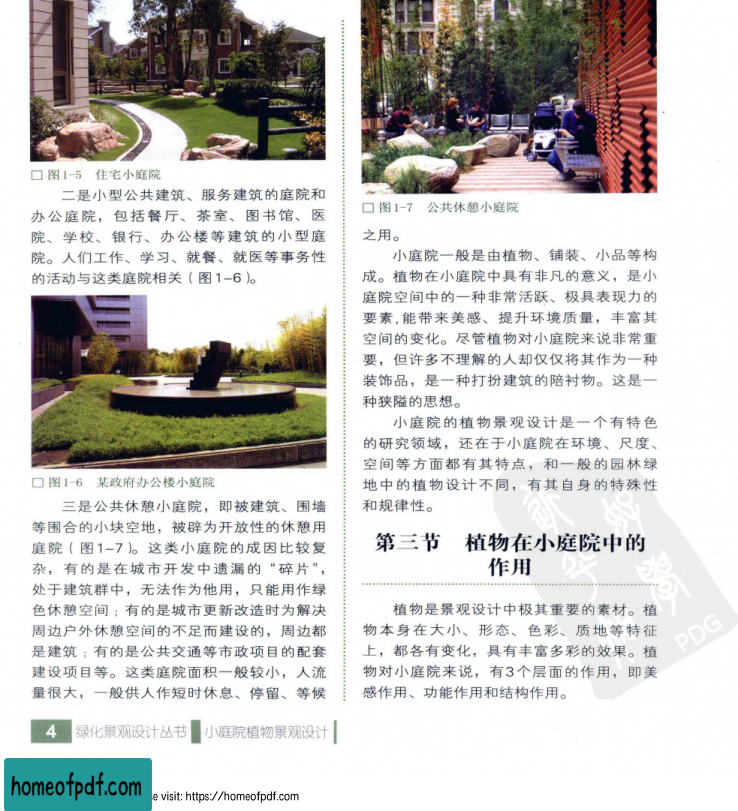 □ 图1-5 住宅小庭院
二是小型公共建筑、服务建筑的庭院和
办公庭院，包括餐厅、茶室、图书馆、医
院、学校、银行、办公楼等建筑的小型庭
院。人们工作、学习、就餐、就医等事务性
的活动与这类庭院相关（图1-6）。
□ 图1-6 某政府办公楼小庭院
三是公共休憩小庭院，即被建筑、围墙
等围合的小块空地，被辟为开放性的休憩用
庭院（图1-7）。这类小庭院的成因比较复
杂，有的是在城市开发中遗漏的“碎片”，
处于建筑群中，无法作为他用，只能用作绿
色休憩空间；有的是城市更新改造时为解决
周边户外休憩空间的不足而建设的，周边都
是建筑；有的是公共交通等市政项目的配套
建设项目等。这类庭院面积一般较小，人流
量很大，一般供人作短时休息、停留、等候
□ 图1-7 公共休憩小庭院
之用。
小庭院一般是由植物、铺装、小品等构
成。植物在小庭院中具有非凡的意义，是小
庭院空间中的一种非常活跃、极具表现力的
要素，能带来美感、提升环境质量，丰富其
空间的变化。尽管植物对小庭院来说非常重
要，但许多不理解的人却仅仅将其作为一种
装饰品，是一种打扮建筑的陪衬物。这是一
种狭隘的思想。
小庭院的植物景观设计是一个有特色
的研究领域，还在于小庭院在环境、尺度、
空间等方面都有其特点，和一般的园林绿
地中的植物设计不同，有其自身的特殊性
和规律性。
第三节 植物在小庭院中的
作用
植物是景观设计中极其重要的素材。植
物本身在大小、形态、色彩、质地等特征
上，都各有变化，具有丰富多彩的效果。植
物对小庭院来说，有3个层面的作用，即美
感作用、功能作用和结构作用。
PDG
4 绿化景观设计丛书 小庭院植物景观设计
homeofpdf.com
e visit: https://homeofpdf.com